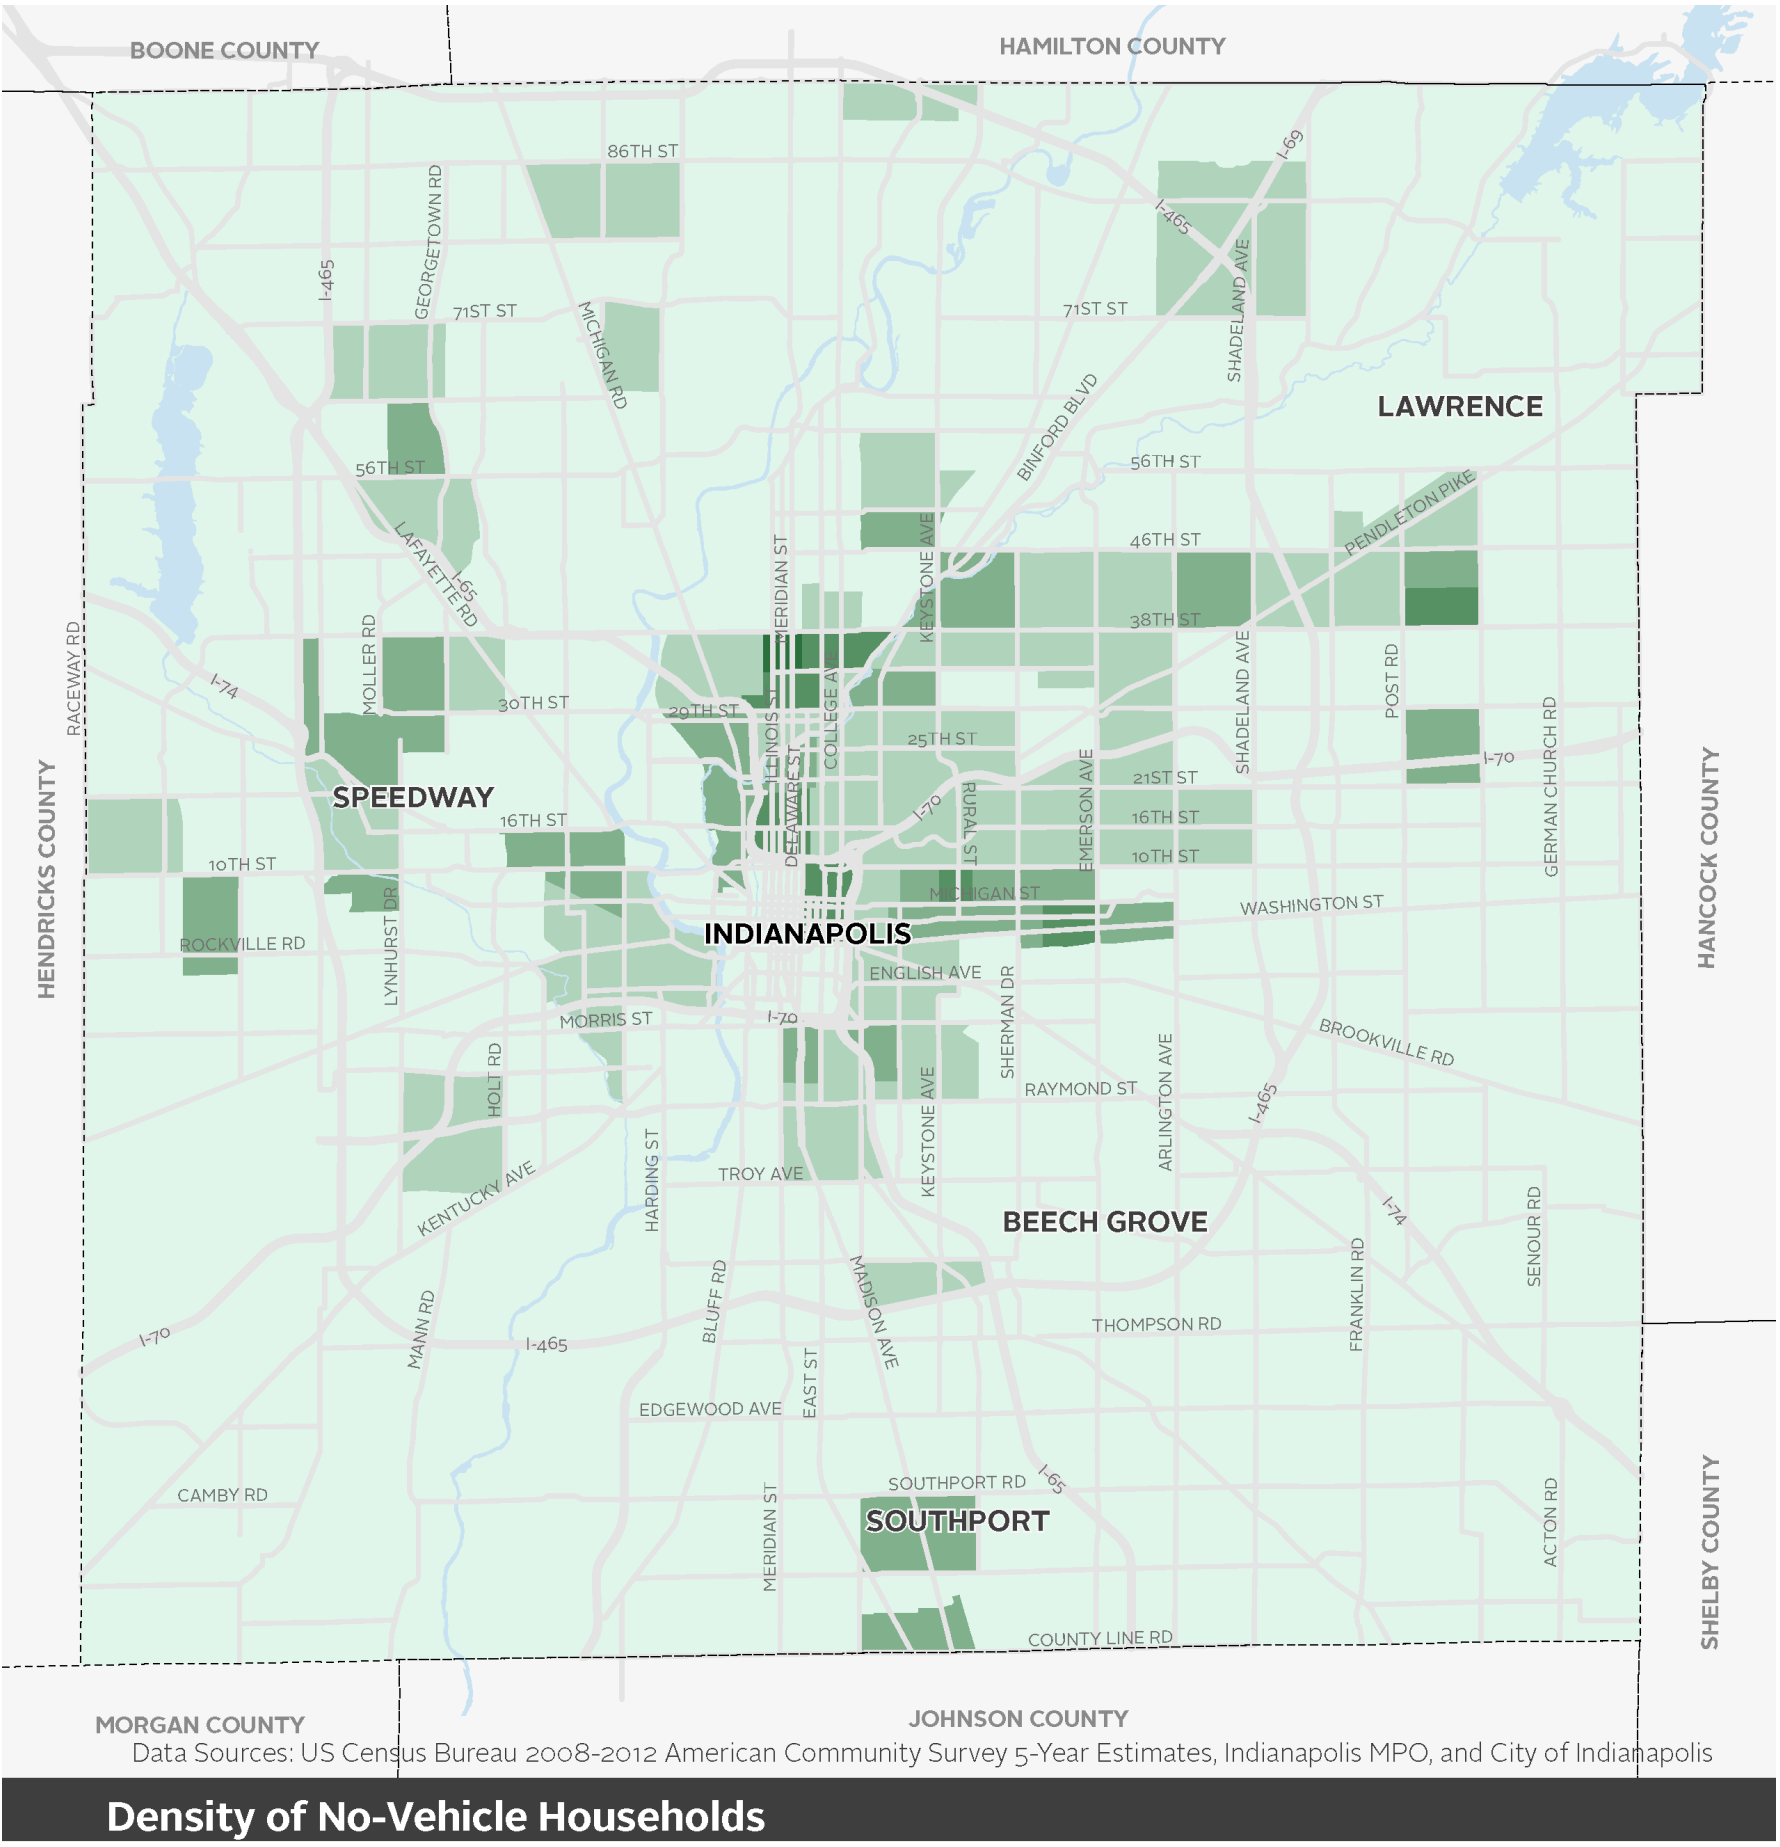 BOONE COUNTY
HAMILTON COUNTY
86TH ST
I-69
GEORGETOWN RD
I-465
I-465
SHADELAND AVE
71ST ST
MICHIGAN RD
71ST ST
BINFORD BLVD
LAWRENCE
56TH ST
56TH ST
PENDLETON PIKE
LAFAYETTE RD
I-65
MERIDIAN ST
KEYSTONE AVE
46TH ST
38TH ST
RACEWAY RD
MOLLER RD
I-74
30TH ST
29TH ST
ILLINOIS ST
COLLEGE AVE
DELAWARE ST
25TH ST
SHADELAND AVE
POST RD
GERMAN CHURCH RD
I-70
21ST ST
EMERSON AVE
RURAL ST
I-70
SPEEDWAY
16TH ST
16TH ST
10TH ST
10TH ST
HENDRICKS COUNTY
HANCOCK COUNTY
LYNHURST DR
MICHIGAN ST
WASHINGTON ST
INDIANAPOLIS
ROCKVILLE RD
ENGLISH AVE
SHERMAN DR
MORRIS ST
I-70
BROOKVILLE RD
HOLT RD
KEYSTONE AVE
RAYMOND ST
ARLINGTON AVE
I-465
HARDING ST
TROY AVE
KENTUCKY AVE
BEECH GROVE
I-74
SENOUR RD
FRANKLIN RD
BLUFF RD
MADISON AVE
MANN RD
I-70
I-465
THOMPSON RD
EAST ST
EDGEWOOD AVE
CAMBY RD
MERIDIAN ST
SOUTHPORT RD
I-65
SOUTHPORT
ACTON RD
SHELBY COUNTY
COUNTY LINE RD
MORGAN COUNTY
JOHNSON COUNTY
Data Sources: US Census Bureau 2008-2012 American Community Survey 5-Year Estimates, Indianapolis MPO, and City of Indianapolis
Density of No-Vehicle Households